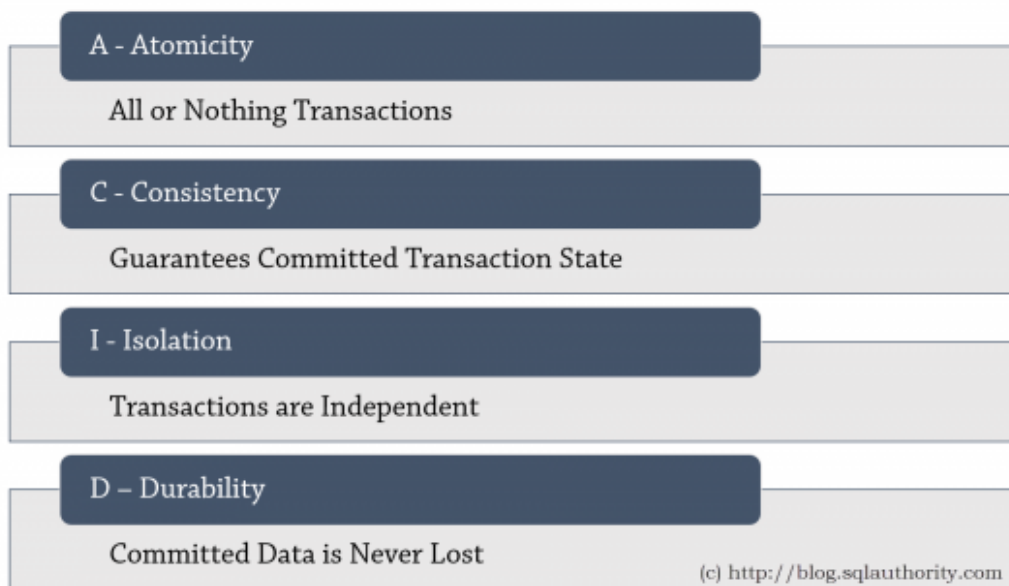 A - Atomicity
All or Nothing Transactions
C - Consistency
Guarantees Committed Transaction State
I - Isolation
Transactions are Independent
D – Durability
Committed Data is Never Lost
(c) http://blog.sqlauthority.com